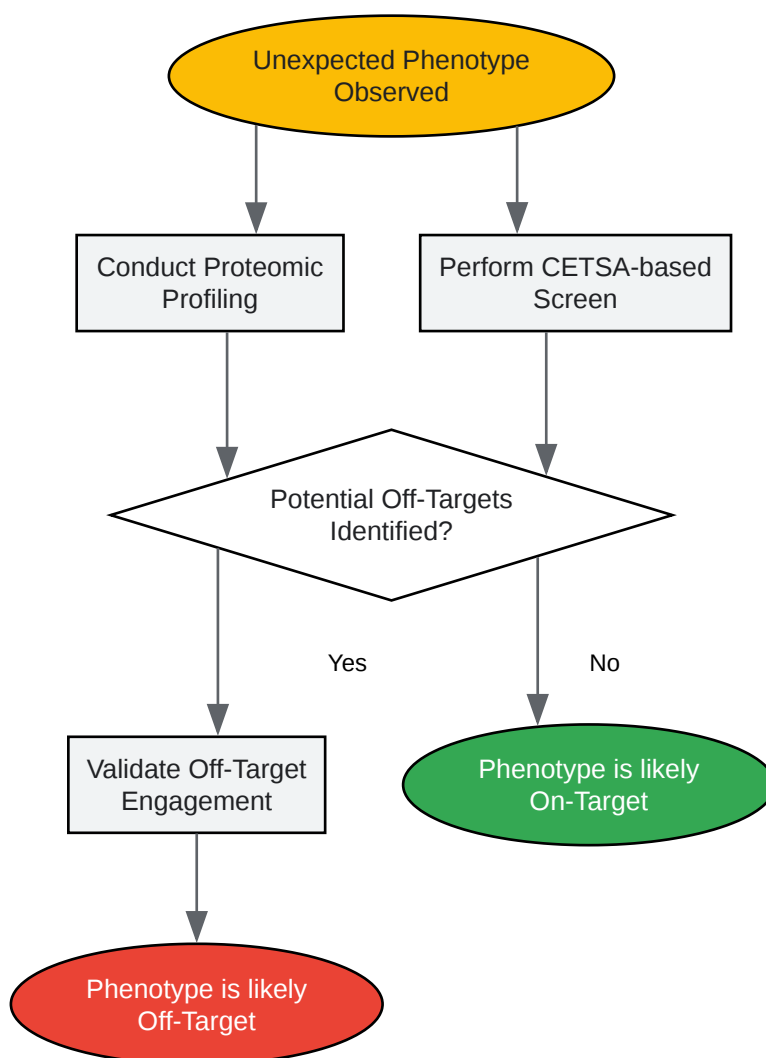 Unexpected Phenotype
Observed
Conduct Proteomic
Profiling
Perform CETSA-based
Screen
Potential Off-Targets
Identified?
Yes
No
Validate Off-Target
Engagement
Phenotype is likely
On-Target
Phenotype is likely
Off-Target